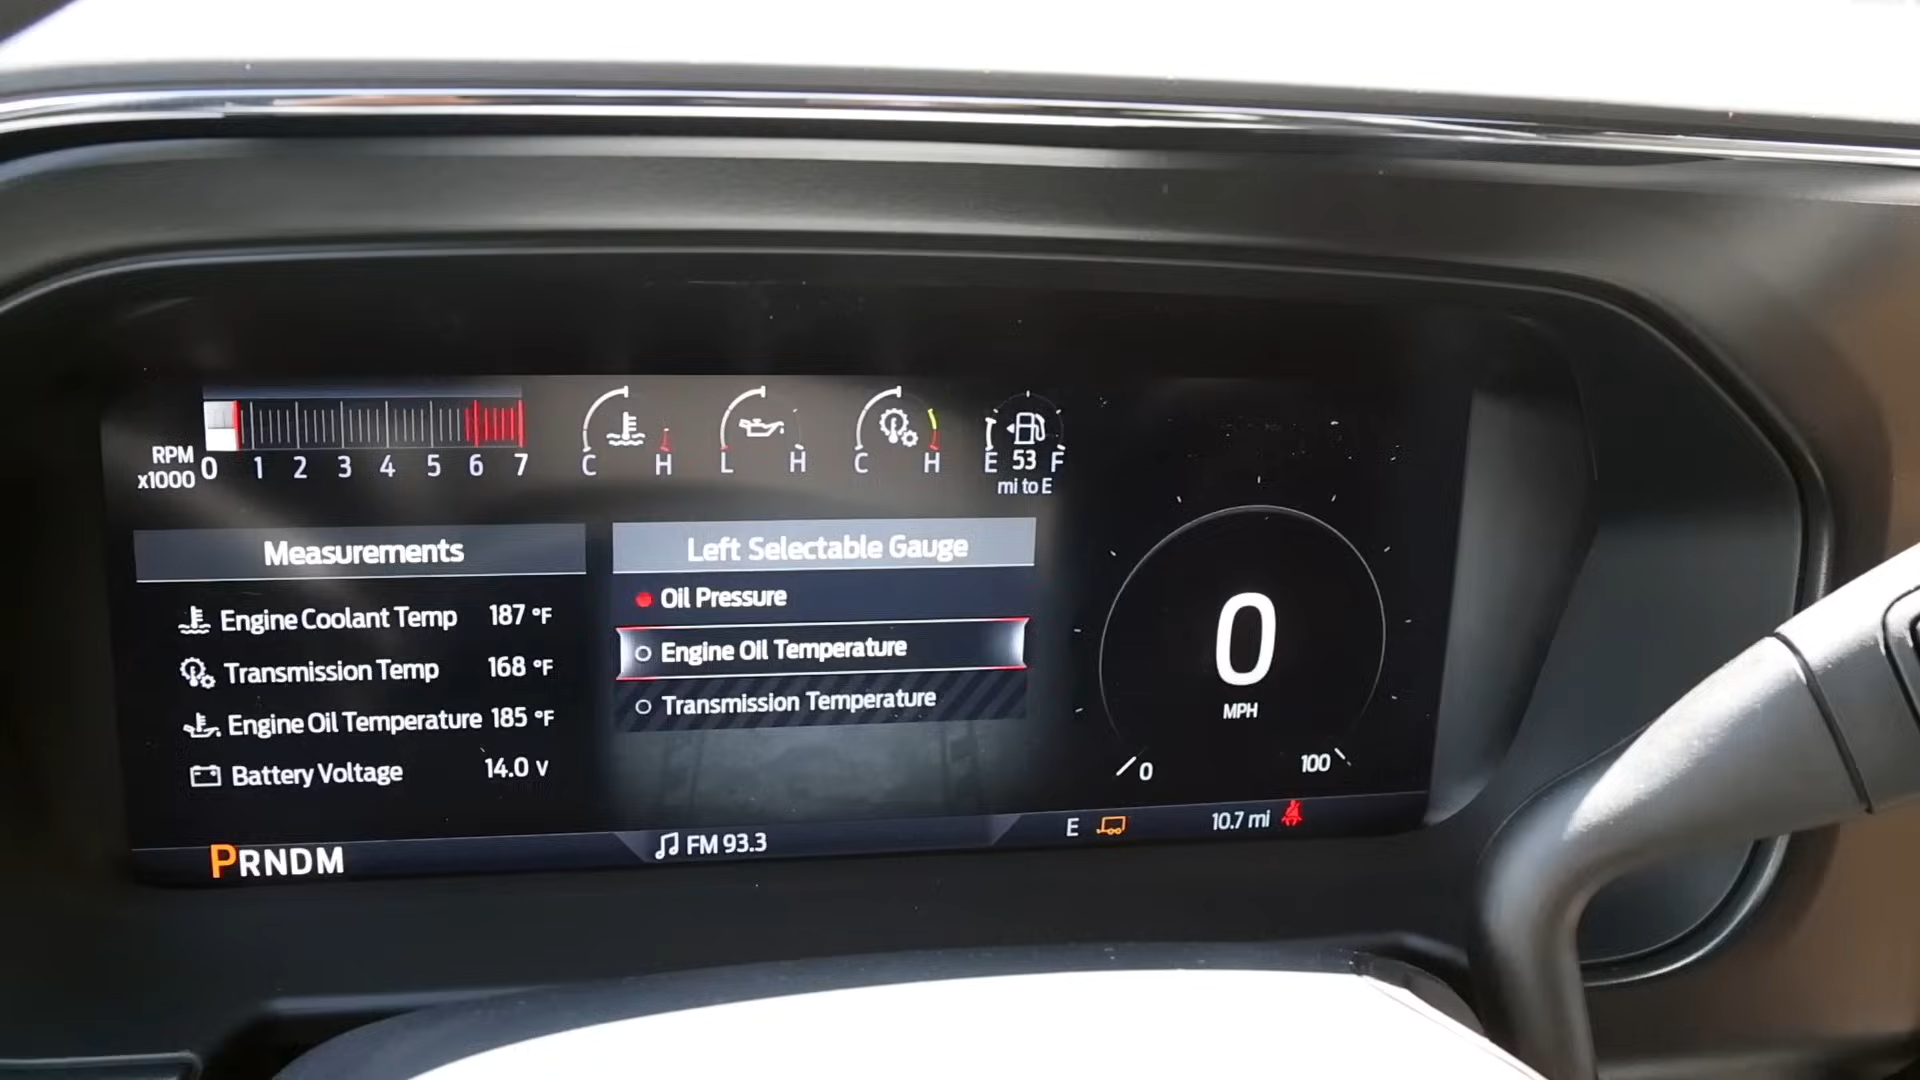 RPM
x1000 0 1 2 3 4 5 6 7
C H
L H
C H
E 53 F
mi to E
Measurements
Engine Coolant Temp 187 °F
Transmission Temp 168 °F
Engine Oil Temperature 185 °F
Battery Voltage 14.0 V
Left Selectable Gauge
Oil Pressure
Engine Oil Temperature
Transmission Temperature
0
MPH
0 100
PRNDM
FM 93.3
E
10.7 mi